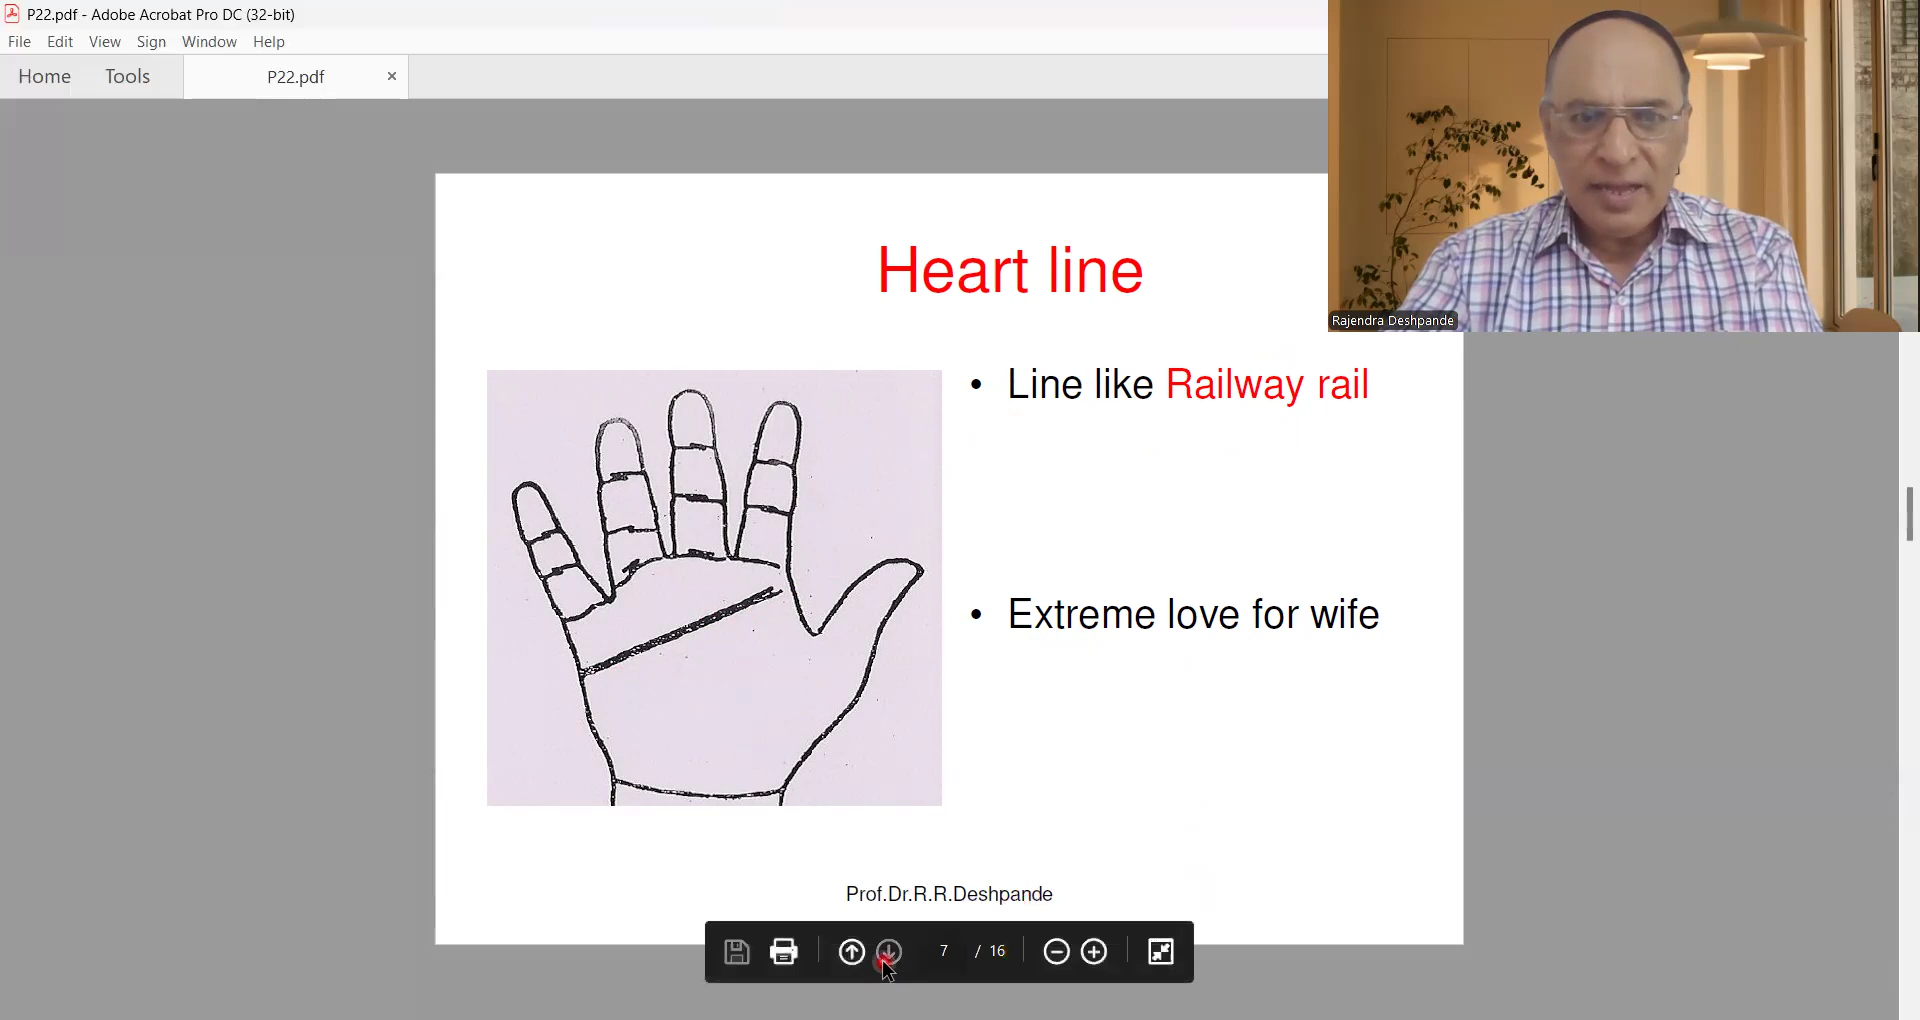 P22.pdf - Adobe Acrobat Pro DC (32-bit)
File Edit View Sign Window Help
Home Tools P22.pdf ×
Rajendra Deshpande
Heart line
• Line like Railway rail
• Extreme love for wife
Prof.Dr.R.R.Deshpande
7 / 16